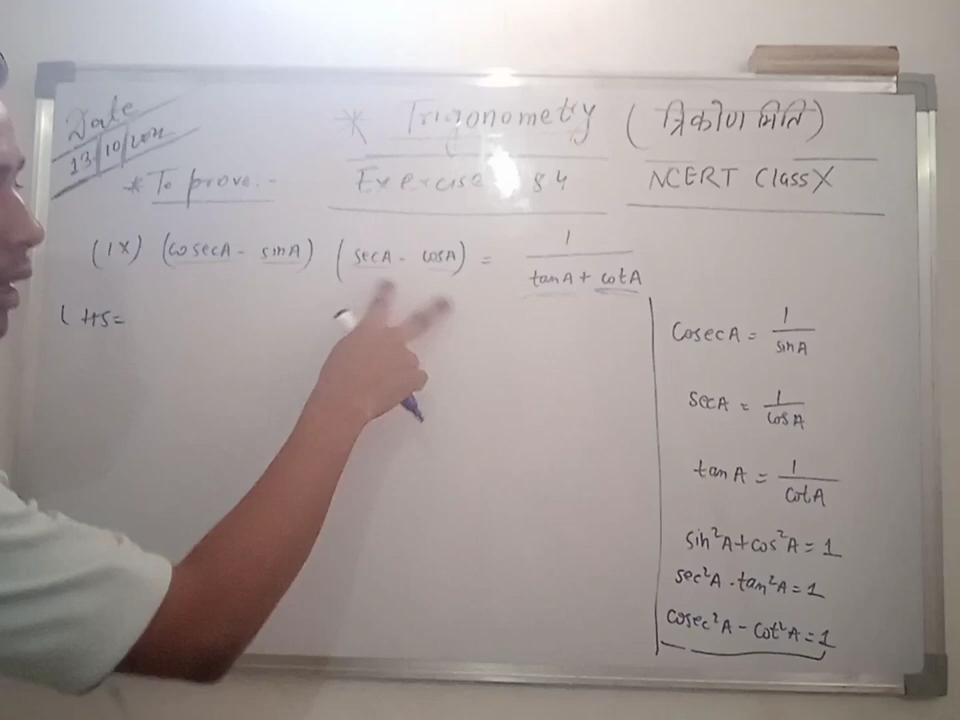 Date
13/10/2021
* Trigonometry (त्रिकोणमिति)
* To prove:- Exercise 8.4 NCERT Class X
(ix) (cosecA - sinA) (secA - cosA) = 1/(tanA + cotA)
LHS=
CosecA = 1/sinA
secA = 1/cosA
tanA = 1/cotA
sin²A+cos²A=1
sec²A-tan²A=1
cosec²A-cot²A=1